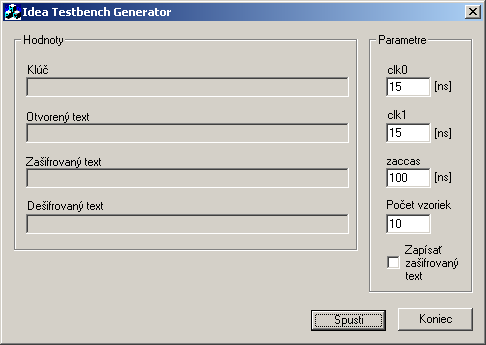 Idea Testbench Generator
Hodnoty
Kľúč
Otvorený text
Zašifrovaný text
Dešifrovaný text
Parametre
clk0
15 [ns]
clk1
15 [ns]
zaccas
100 [ns]
Počet vzoriek
10
Zapísať
zašifrovaný
text
Spusti
Koniec